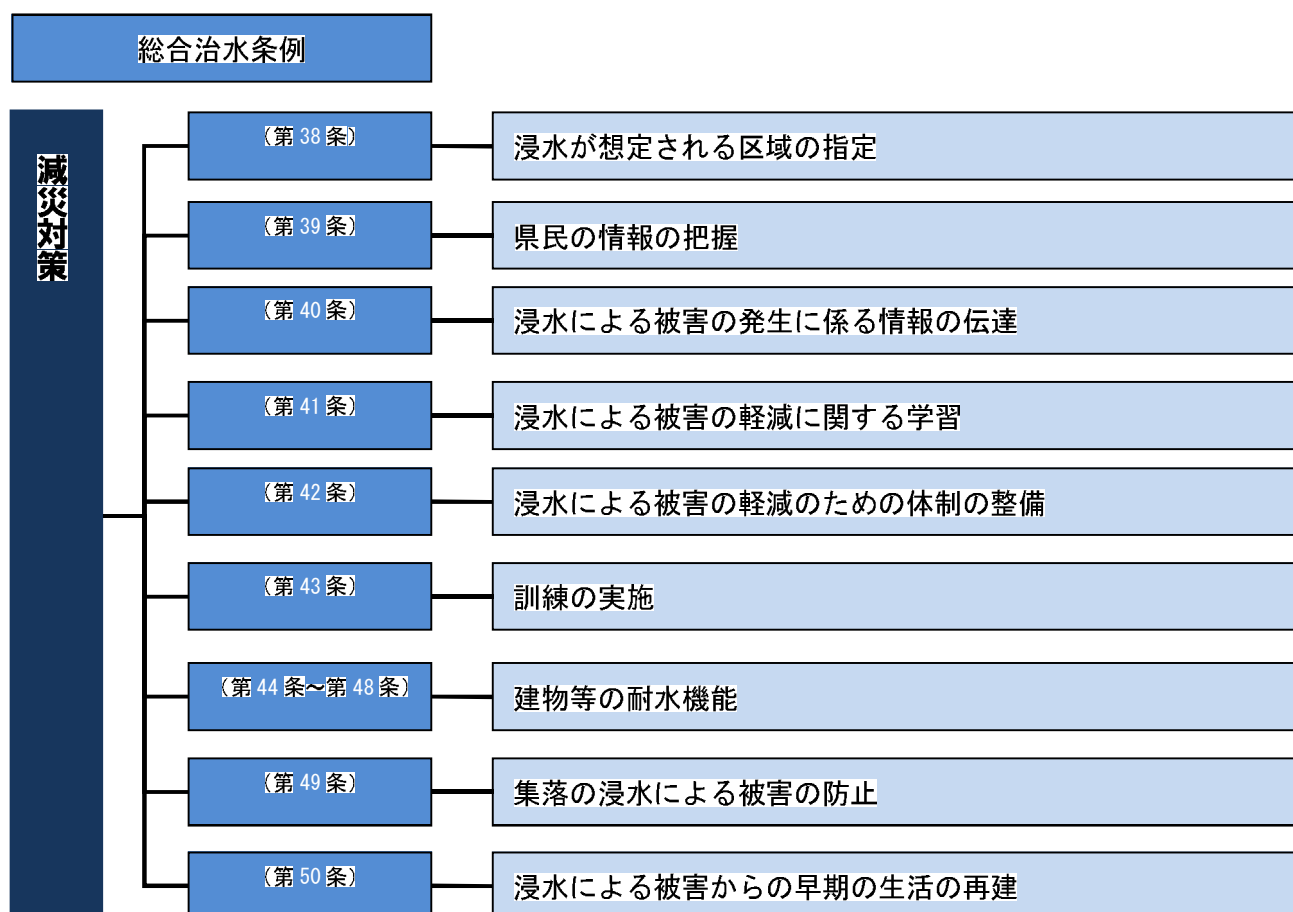 総合治水条例
減災対策
(第38条)
浸水が想定される区域の指定
(第39条)
県民の情報の把握
(第40条)
浸水による被害の発生に係る情報の伝達
(第41条)
浸水による被害の軽減に関する学習
(第42条)
浸水による被害の軽減のための体制の整備
(第43条)
訓練の実施
(第44条～第48条)
建物等の耐水機能
(第49条)
集落の浸水による被害の防止
(第50条)
浸水による被害からの早期の生活の再建